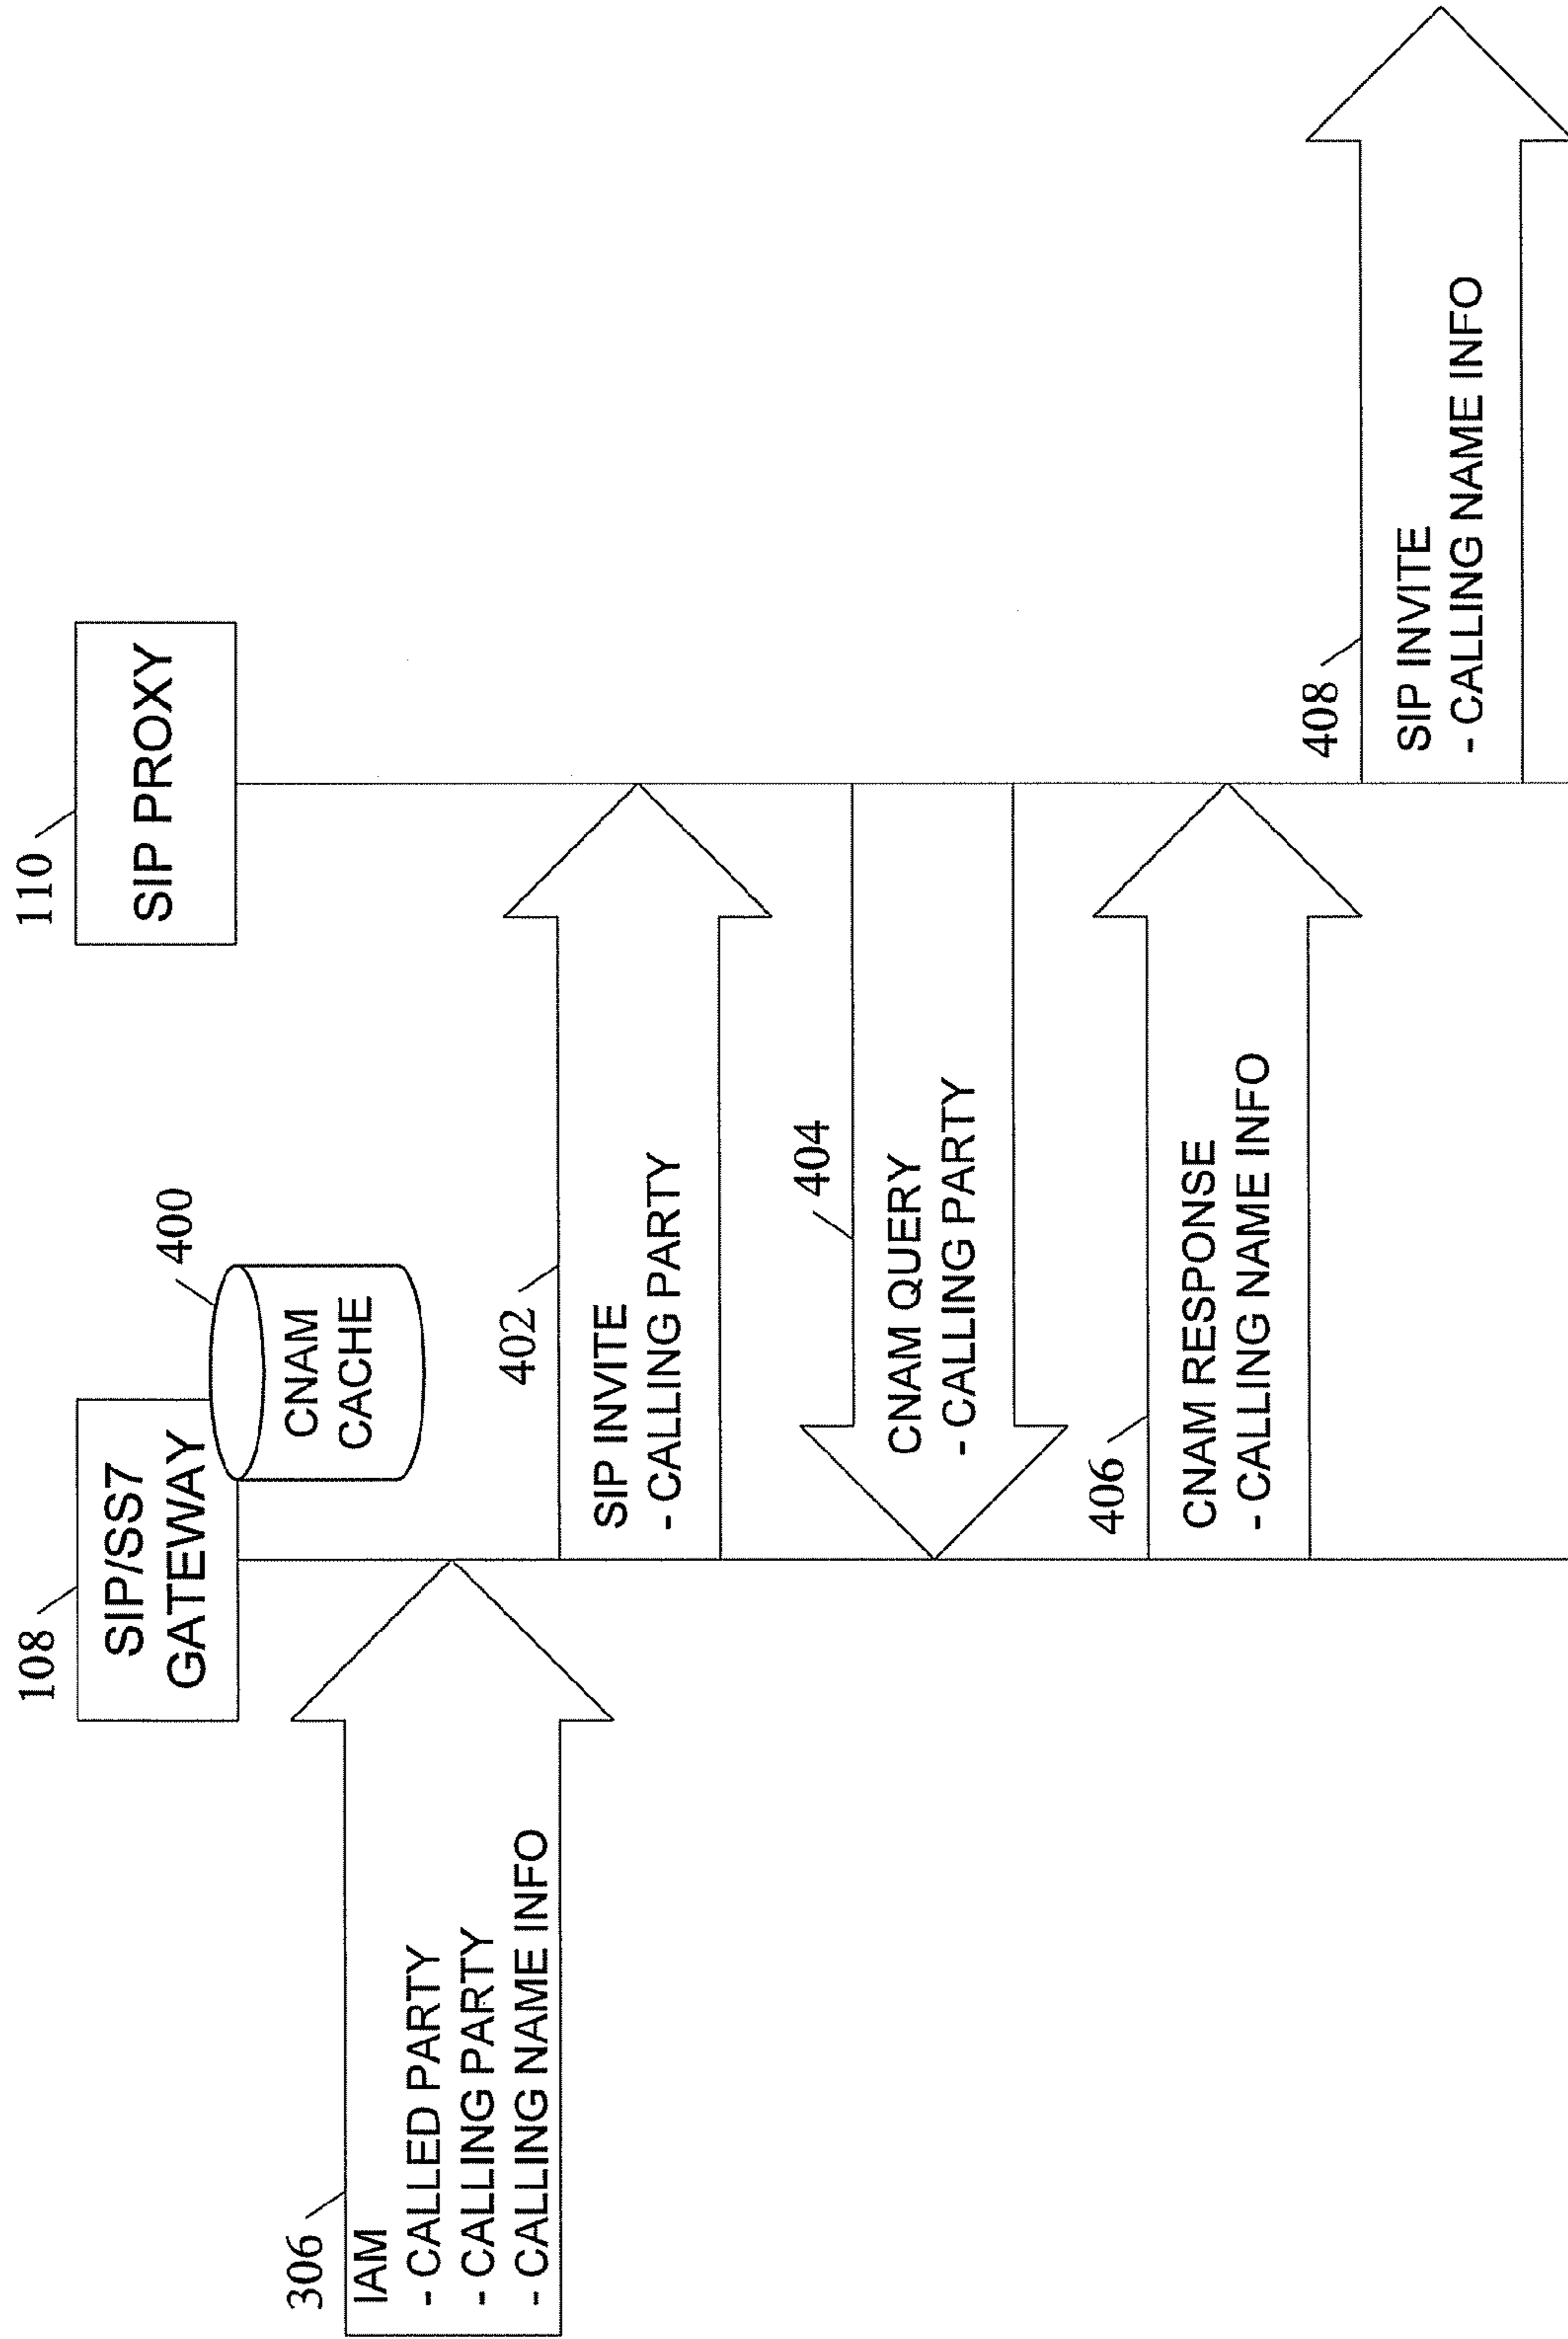 108
SIP/SS7
GATEWAY
400
CNAM
CACHE
110
SIP PROXY
306
IAM
- CALLED PARTY
- CALLING PARTY
- CALLING NAME INFO
402
SIP INVITE
- CALLING PARTY
404
CNAM QUERY
- CALLING PARTY
406
CNAM RESPONSE
- CALLING NAME INFO
408
SIP INVITE
- CALLING NAME INFO